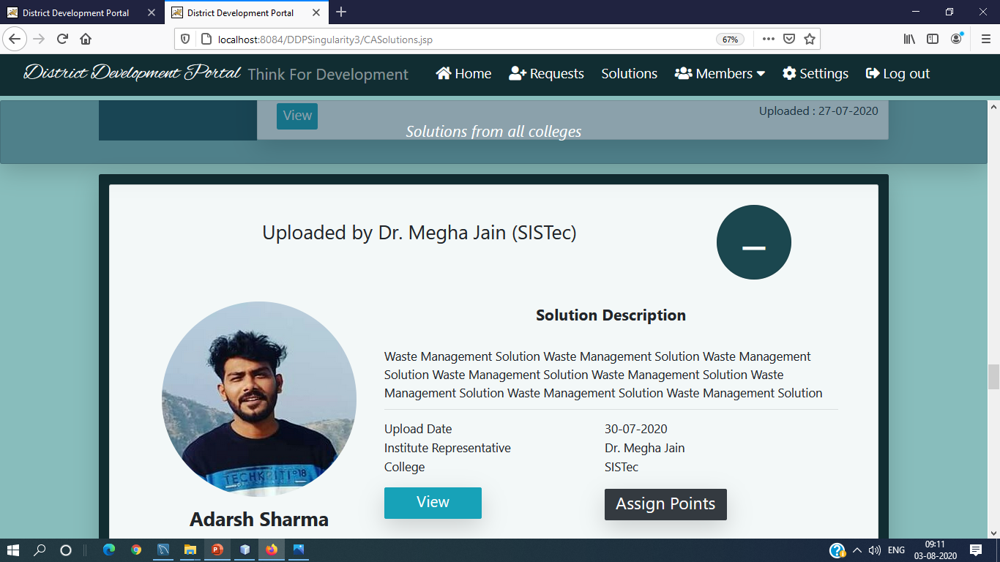 District Development Portal
District Development Portal
localhost:8084/DDPSingularity3/CASolutions.jsp
67%
District Development Portal Think For Development Home Requests Solutions Members Settings Log out
View
Uploaded : 27-07-2020
Solutions from all colleges
Uploaded by Dr. Megha Jain (SISTec)
_
Solution Description
Waste Management Solution Waste Management Solution Waste Management
Solution Waste Management Solution Waste Management Solution Waste
Management Solution Waste Management Solution Waste Management Solution
Upload Date 30-07-2020
Institute Representative Dr. Megha Jain
College SISTec
View Assign Points
TECHKRITI'18
Adarsh Sharma
ENG
09:11
03-08-2020